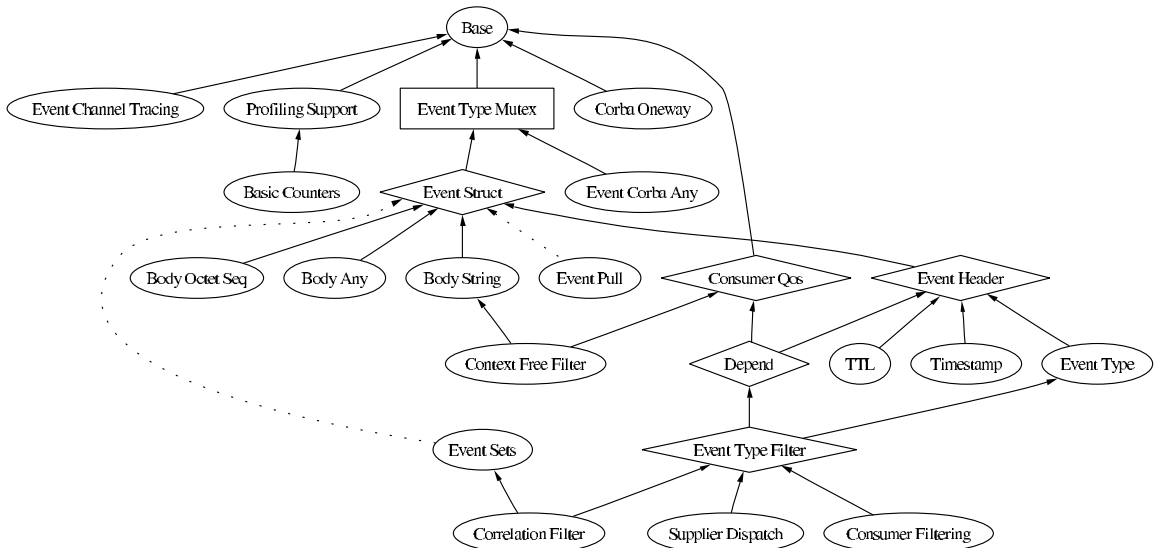 Base
Event Channel Tracing
Profiling Support
Event Type Mutex
Corba Oneway
Basic Counters
Event Struct
Event Corba Any
Body Octet Seq
Body Any
Body String
Event Pull
Consumer Qos
Event Header
Context Free Filter
Depend
TTL
Timestamp
Event Type
Event Sets
Event Type Filter
Correlation Filter
Supplier Dispatch
Consumer Filtering